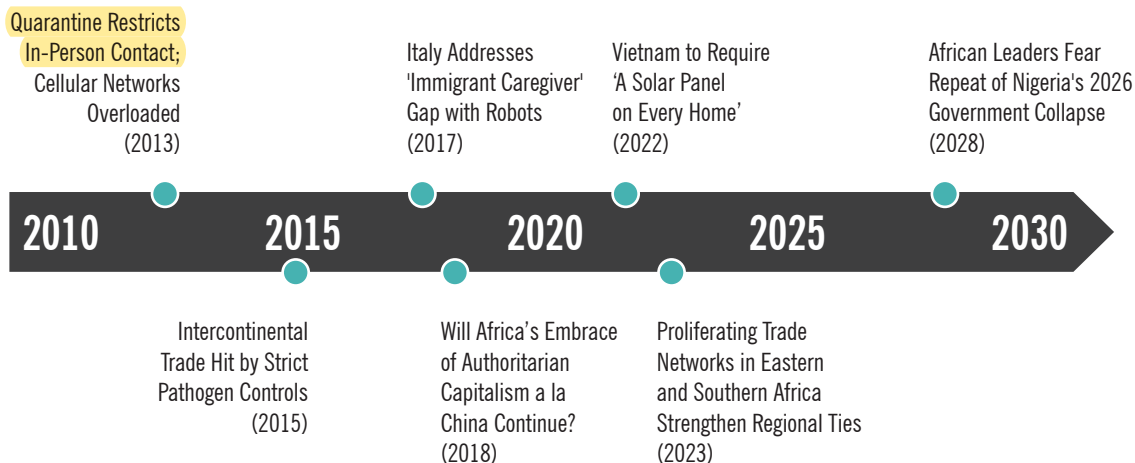 Quarantine Restricts
In-Person Contact;
Cellular Networks
Overloaded
(2013)
Italy Addresses
'Immigrant Caregiver'
Gap with Robots
(2017)
Vietnam to Require
‘A Solar Panel
on Every Home’
(2022)
African Leaders Fear
Repeat of Nigeria's 2026
Government Collapse
(2028)
2010
2015
2020
2025
2030
Intercontinental
Trade Hit by Strict
Pathogen Controls
(2015)
Will Africa’s Embrace
of Authoritarian
Capitalism a la
China Continue?
(2018)
Proliferating Trade
Networks in Eastern
and Southern Africa
Strengthen Regional Ties
(2023)